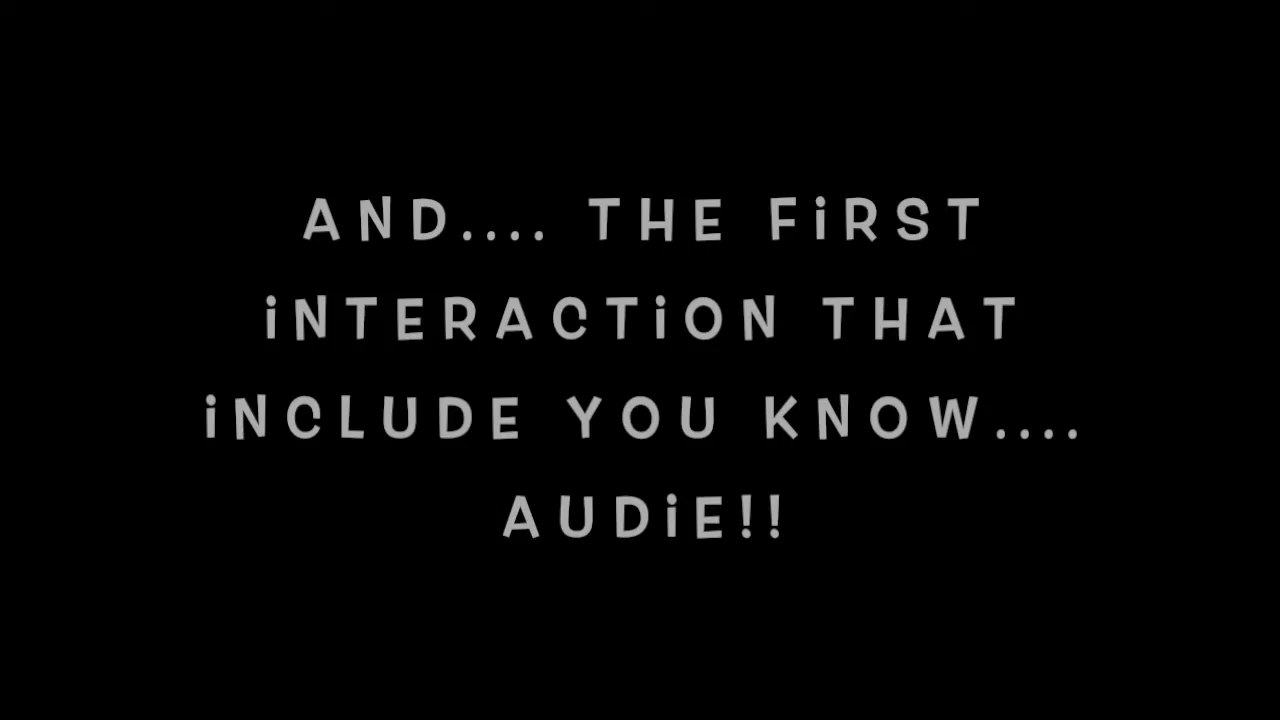 AND.... THE FiRST
iNTERACTiON THAT
iNCLUDE YOU KNOW....
AUDiE!!